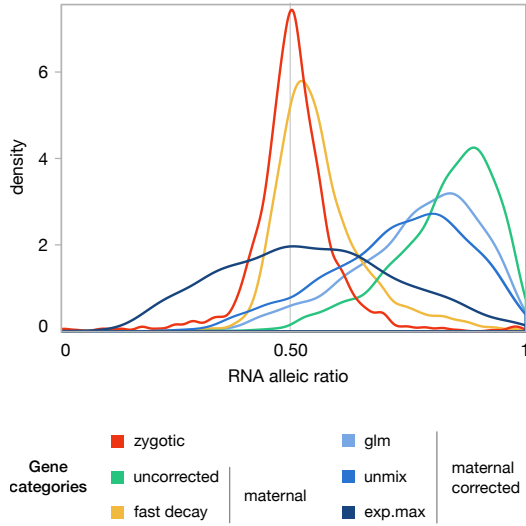 density
6
4
2
0
0
0.50
1
RNA alleic ratio
Gene categories
zygotic
uncorrected
fast decay
maternal
glm
unmix
exp.max
maternal corrected